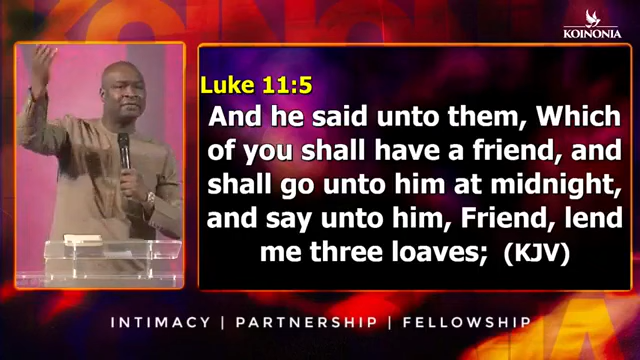 KOINONIA
Luke 11:5
And he said unto them, Which
of you shall have a friend, and
shall go unto him at midnight,
and say unto him, Friend, lend
me three loaves; (KJV)
INTIMACY | PARTNERSHIP | FELLOWSHIP